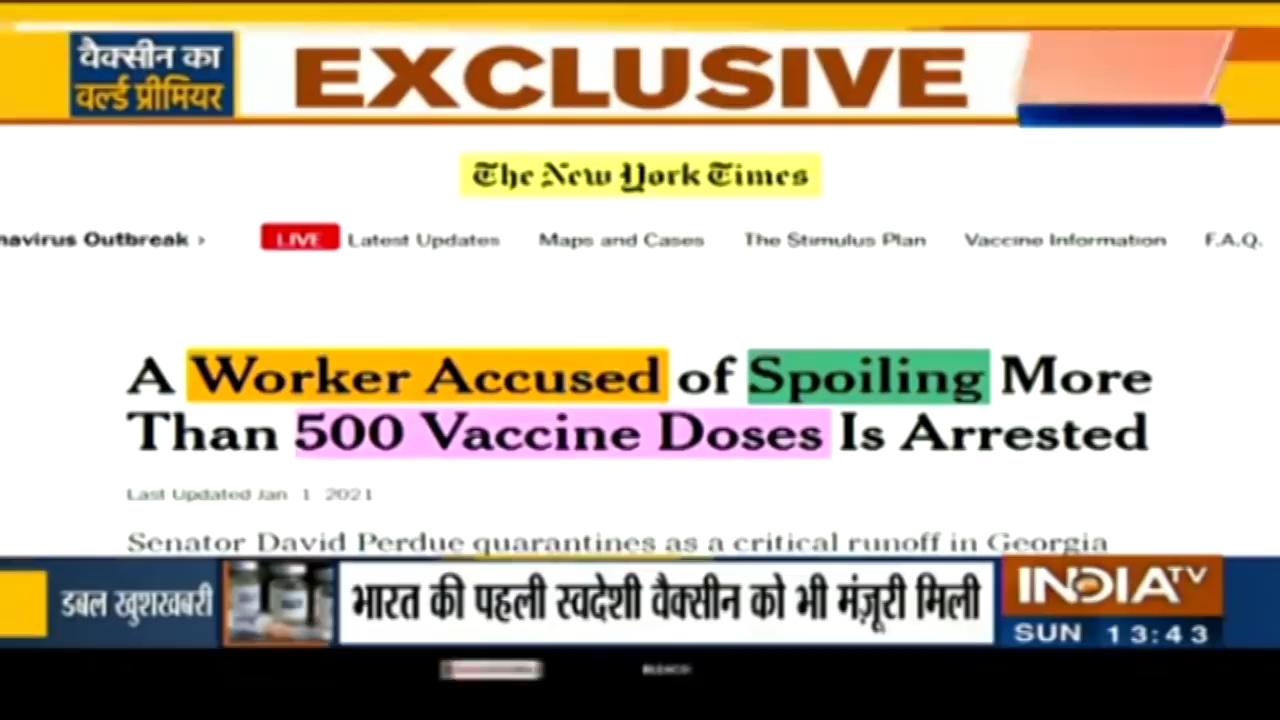 वैक्सीन का
वर्ल्ड प्रीमियर
EXCLUSIVE
The New York Times
navirus Outbreak ›
LIVE Latest Updates Maps and Cases The Stimulus Plan Vaccine Information F.A.Q.
A Worker Accused of Spoiling More
Than 500 Vaccine Doses Is Arrested
Last Updated Jan 1 2021
Senator David Perdue quarantines as a critical runoff in Georgia
डबल खुशखबरी
भारत की पहली स्वदेशी वैक्सीन को भी मंज़ूरी मिली
INDIA TV
SUN 13:43